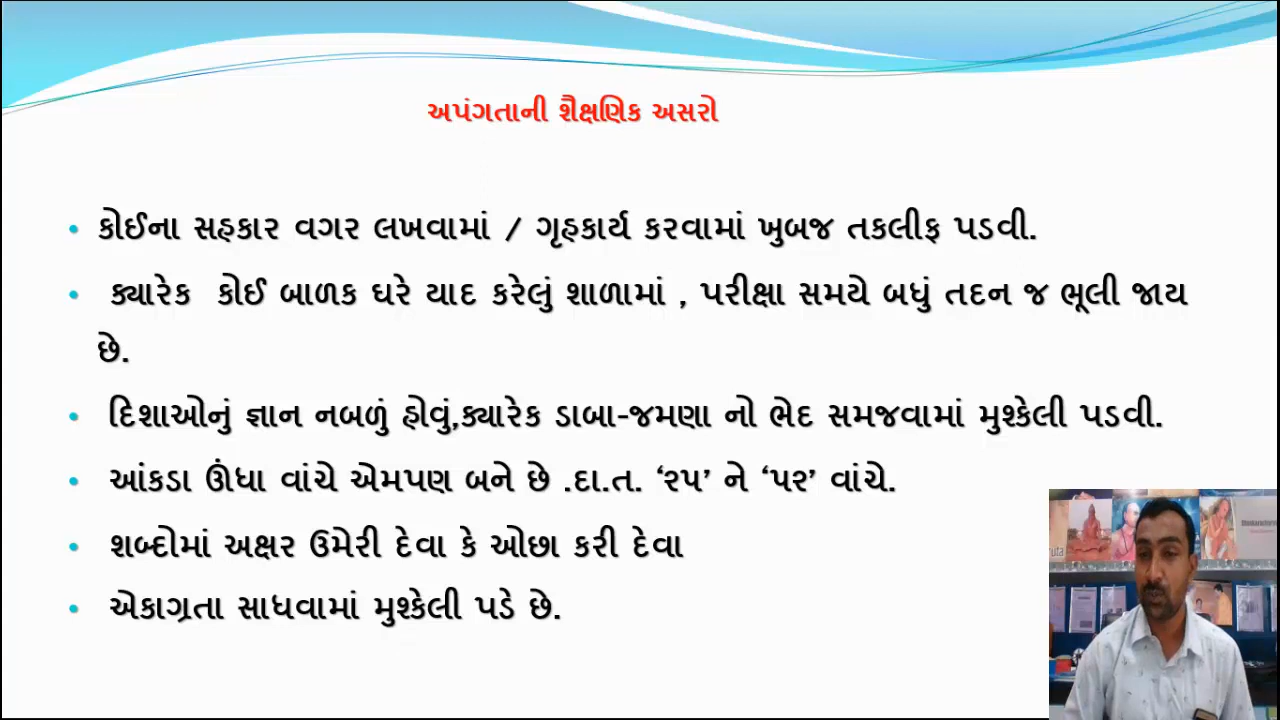 અપંગતાની શૈક્ષણિક અસરો
• કોઈના સહકાર વગર લખવામાં / ગૃહકાર્ય કરવામાં ખુબજ તકલીફ પડવી.
• ક્યારેક કોઈ બાળક ઘરે યાદ કરેલું શાળામાં , પરીક્ષા સમયે બધું તદન જ ભૂલી જાય
છે.
• દિશાઓનું જ્ઞાન નબળું હોવું,ક્યારેક ડાબા-જમણા નો ભેદ સમજવામાં મુશ્કેલી પડવી.
• આંકડા ઊંધા વાંચે એમપણ બને છે .દા.ત. ‘૨૫’ ને ‘૫૨’ વાંચે.
• શબ્દોમાં અક્ષર ઉમેરી દેવા કે ઓછા કરી દેવા
• એકાગ્રતા સાધવામાં મુશ્કેલી પડે છે.